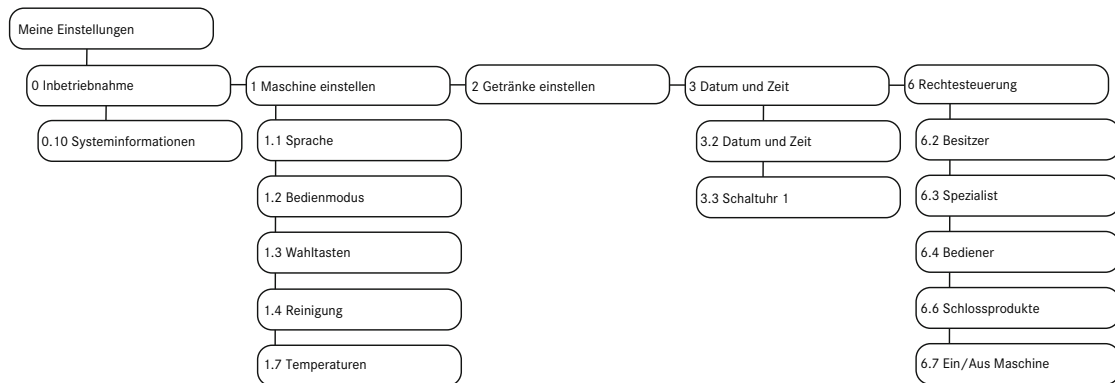 Meine Einstellungen
0 Inbetriebnahme
0.10 Systeminformationen
1 Maschine einstellen
1.1 Sprache
1.2 Bedienmodus
1.3 Wahltasten
1.4 Reinigung
1.7 Temperaturen
2 Getränke einstellen
3 Datum und Zeit
3.2 Datum und Zeit
3.3 Schaltuhr 1
6 Rechtesteuerung
6.2 Besitzer
6.3 Spezialist
6.4 Bediener
6.6 Schlossprodukte
6.7 Ein/Aus Maschine